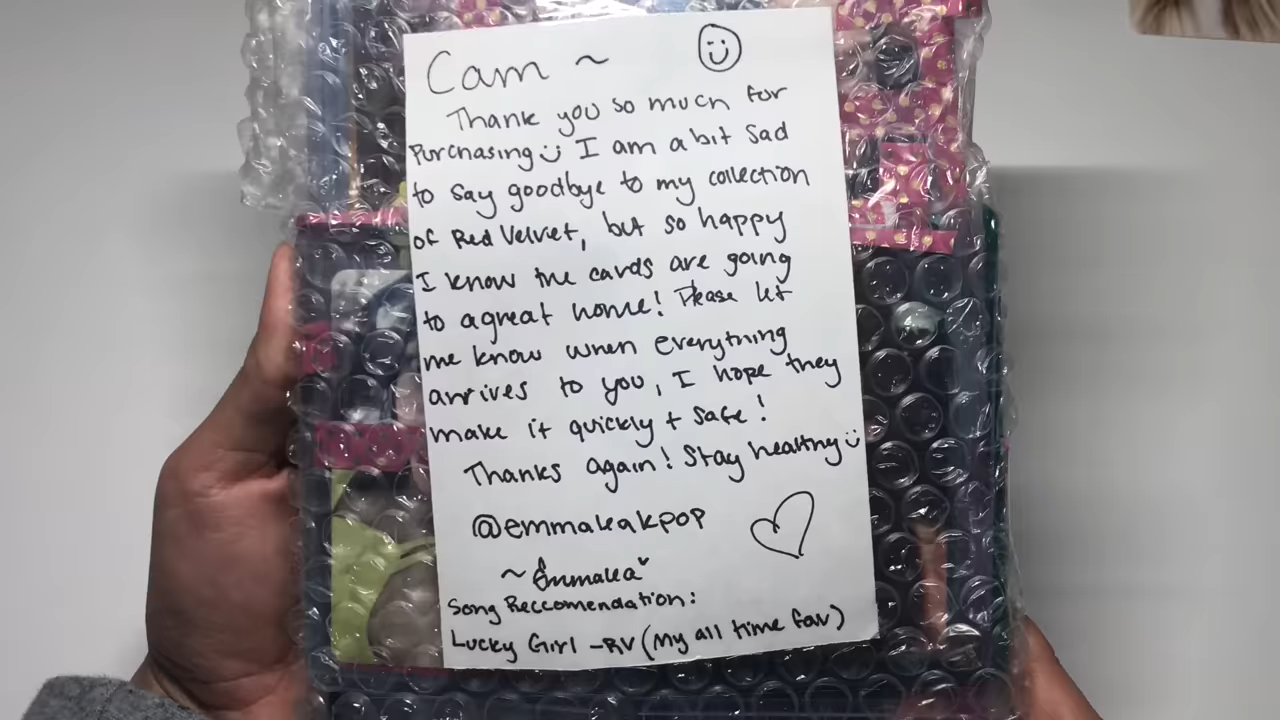 Cam ~
Thank you so much for
Purchasing I am a bit sad
to say goodbye to my collection
of Red Velvet, but so happy
I know the cards are going
to a great home! Please let
me know when everything
arrives to you, I hope they
make it quickly + safe!
Thanks again! Stay healthy
@emmaleakpop
~ Emmalea
Song Reccomendation:
Lucky Girl - RV (My all time fav)